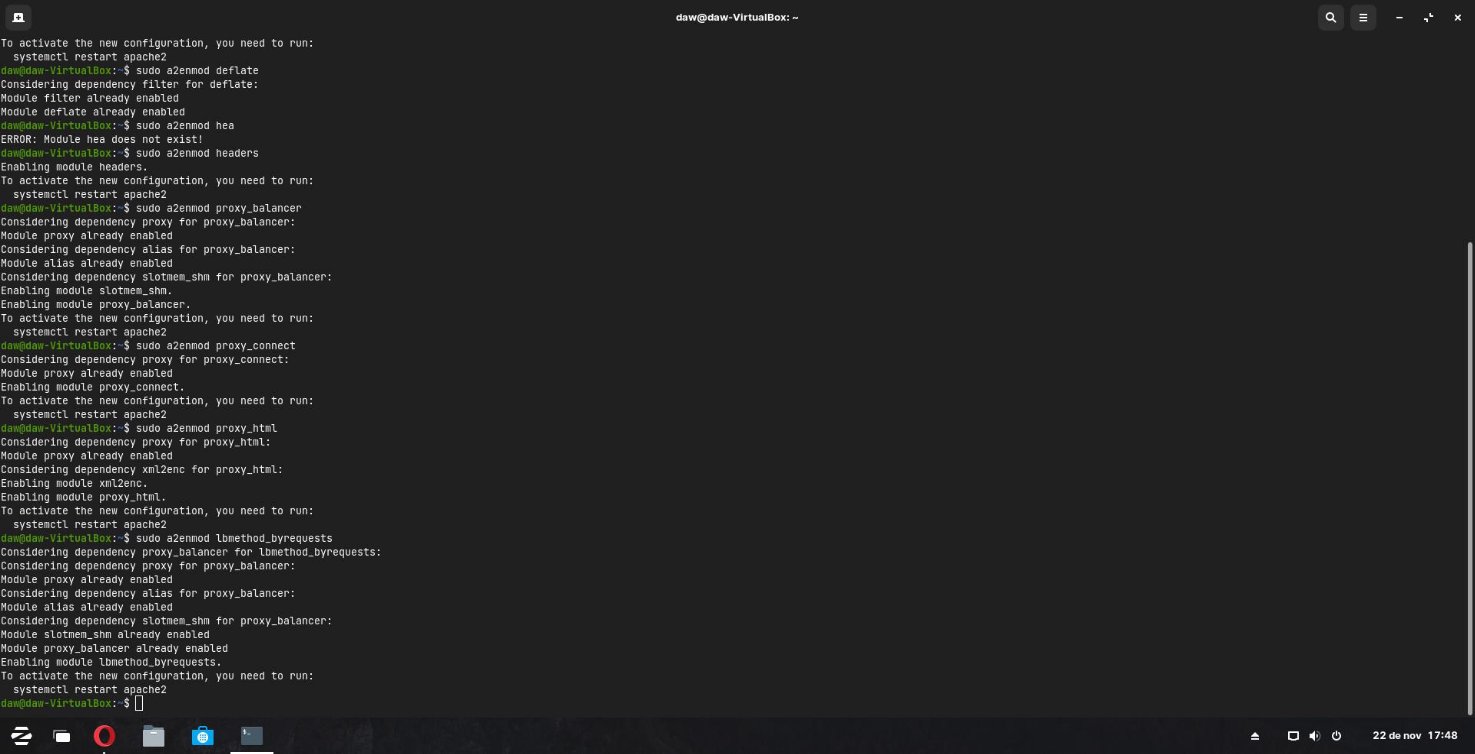 daw@daw-VirtualBox: ~
To activate the new configuration, you need to run:
  systemctl restart apache2
daw@daw-VirtualBox:~$ sudo a2enmod deflate
Considering dependency filter for deflate:
Module filter already enabled
Module deflate already enabled
daw@daw-VirtualBox:~$ sudo a2enmod hea
ERROR: Module hea does not exist!
daw@daw-VirtualBox:~$ sudo a2enmod headers
Enabling module headers.
To activate the new configuration, you need to run:
  systemctl restart apache2
daw@daw-VirtualBox:~$ sudo a2enmod proxy_balancer
Considering dependency proxy for proxy_balancer:
Module proxy already enabled
Considering dependency alias for proxy_balancer:
Module alias already enabled
Considering dependency slotmem_shm for proxy_balancer:
Enabling module slotmem_shm.
Enabling module proxy_balancer.
To activate the new configuration, you need to run:
  systemctl restart apache2
daw@daw-VirtualBox:~$ sudo a2enmod proxy_connect
Considering dependency proxy for proxy_connect:
Module proxy already enabled
Enabling module proxy_connect.
To activate the new configuration, you need to run:
  systemctl restart apache2
daw@daw-VirtualBox:~$ sudo a2enmod proxy_html
Considering dependency proxy for proxy_html:
Module proxy already enabled
Considering dependency xml2enc for proxy_html:
Enabling module xml2enc.
Enabling module proxy_html.
To activate the new configuration, you need to run:
  systemctl restart apache2
daw@daw-VirtualBox:~$ sudo a2enmod lbmethod_byrequests
Considering dependency proxy_balancer for lbmethod_byrequests:
Considering dependency proxy for proxy_balancer:
Module proxy already enabled
Considering dependency alias for proxy_balancer:
Module alias already enabled
Considering dependency slotmem_shm for proxy_balancer:
Module slotmem_shm already enabled
Module proxy_balancer already enabled
Enabling module lbmethod_byrequests.
To activate the new configuration, you need to run:
  systemctl restart apache2
daw@daw-VirtualBox:~$
22 de nov 17:48